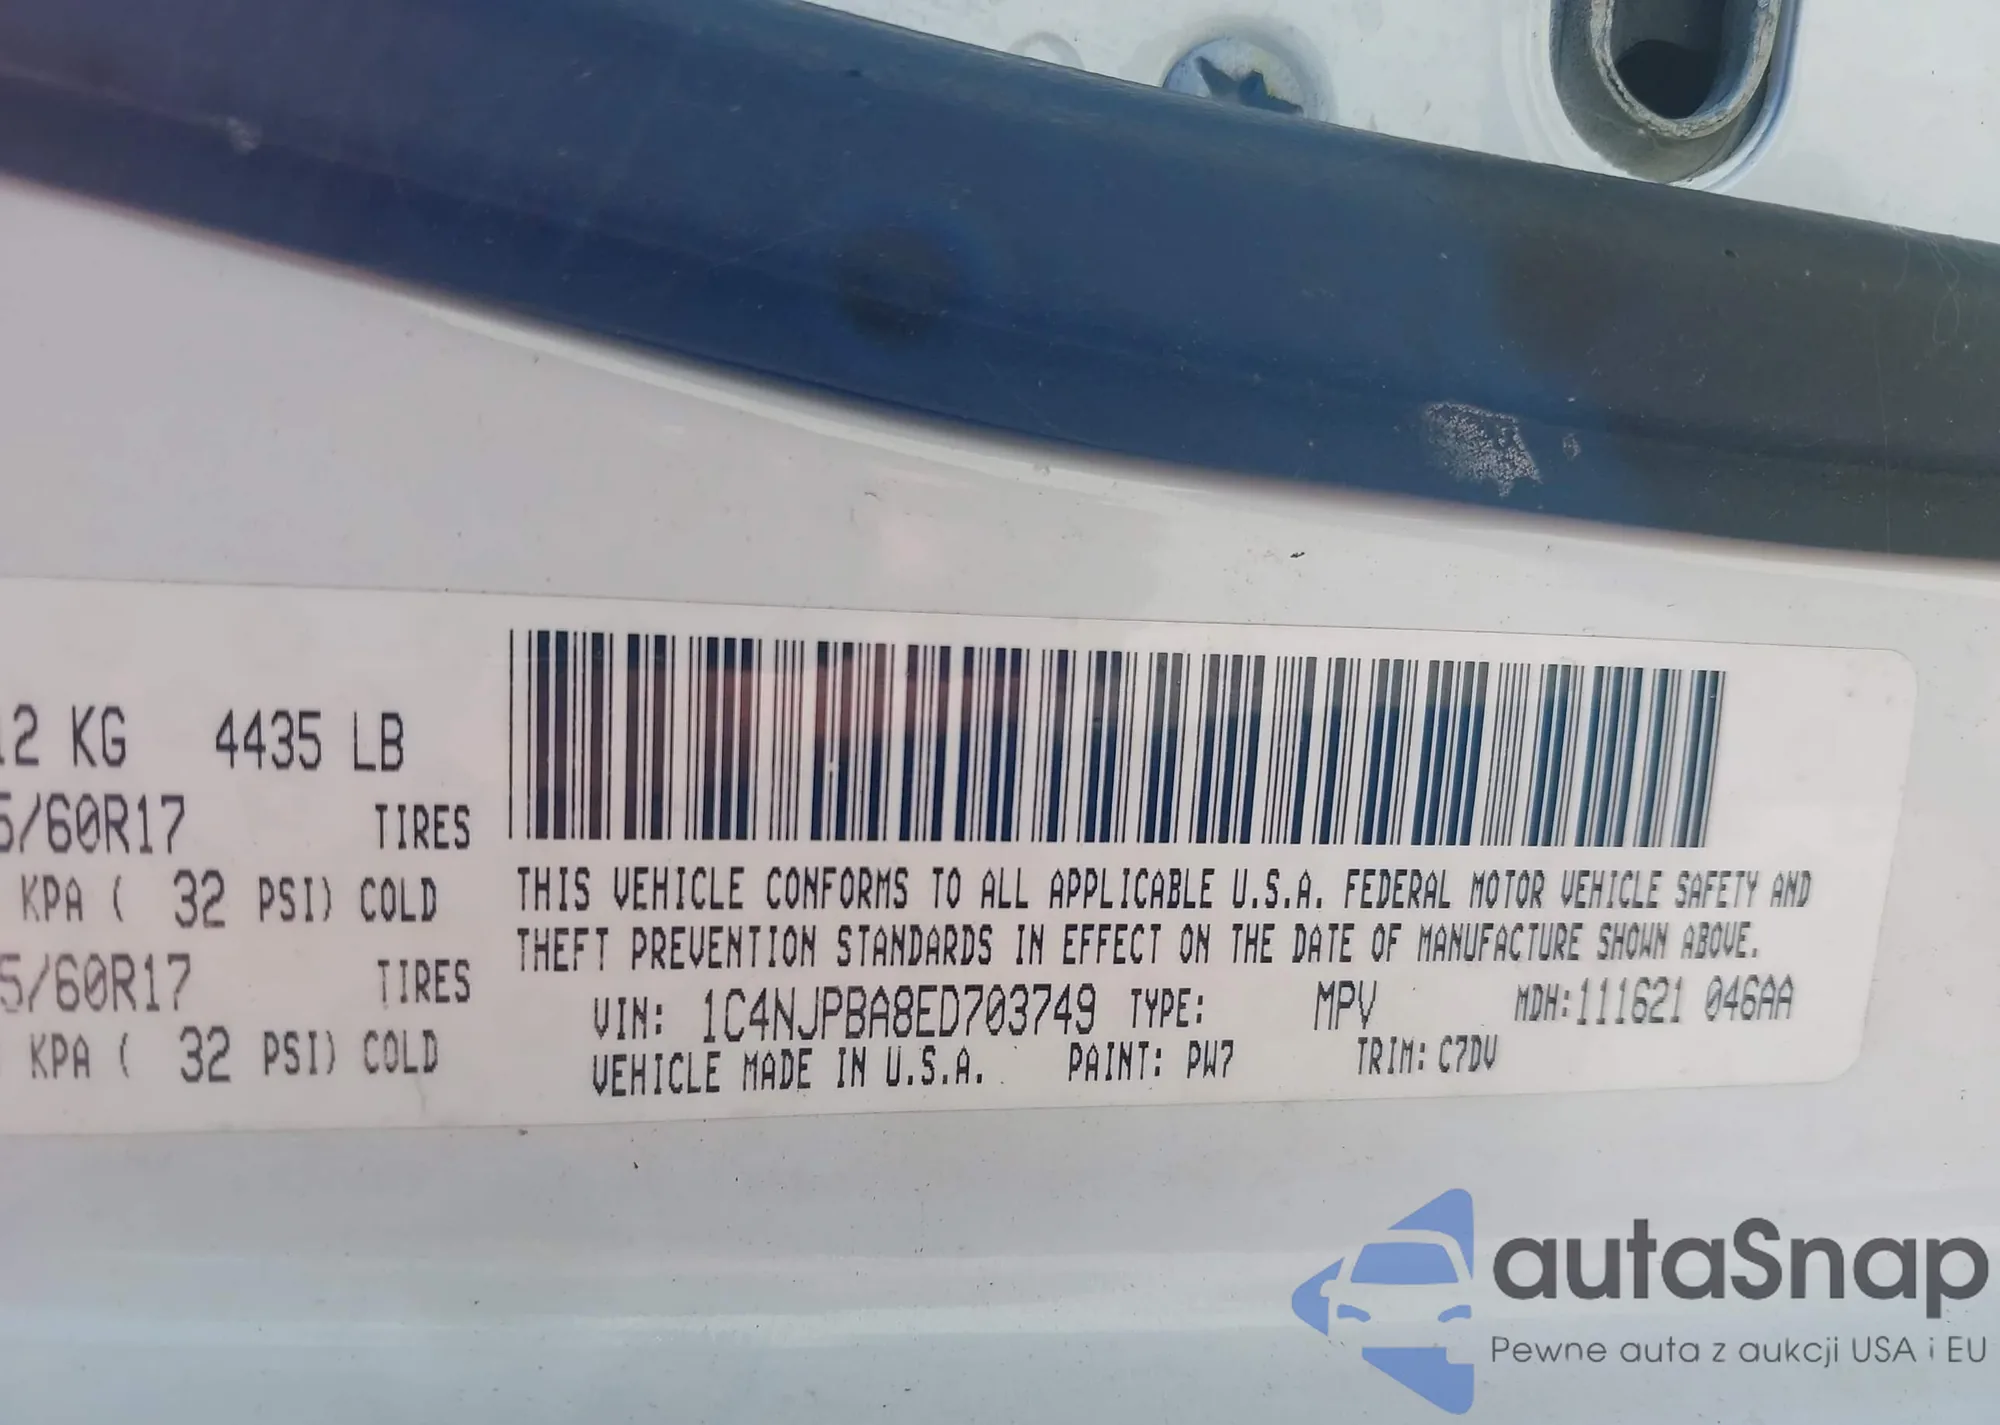 12 KG 4435 LB
5/60R17 TIRES
KPA ( 32 PSI) COLD
5/60R17 TIRES
KPA ( 32 PSI) COLD
THIS VEHICLE CONFORMS TO ALL APPLICABLE U.S.A. FEDERAL MOTOR VEHICLE SAFETY AND
THEFT PREVENTION STANDARDS IN EFFECT ON THE DATE OF MANUFACTURE SHOWN ABOVE.
VIN: 1C4NJPBA8ED703749 TYPE: MPV MDH:111621 046AA
VEHICLE MADE IN U.S.A. PAINT: PW7 TRIM: C7DV
autaSnap
Pewne auta z aukcji USA i EU